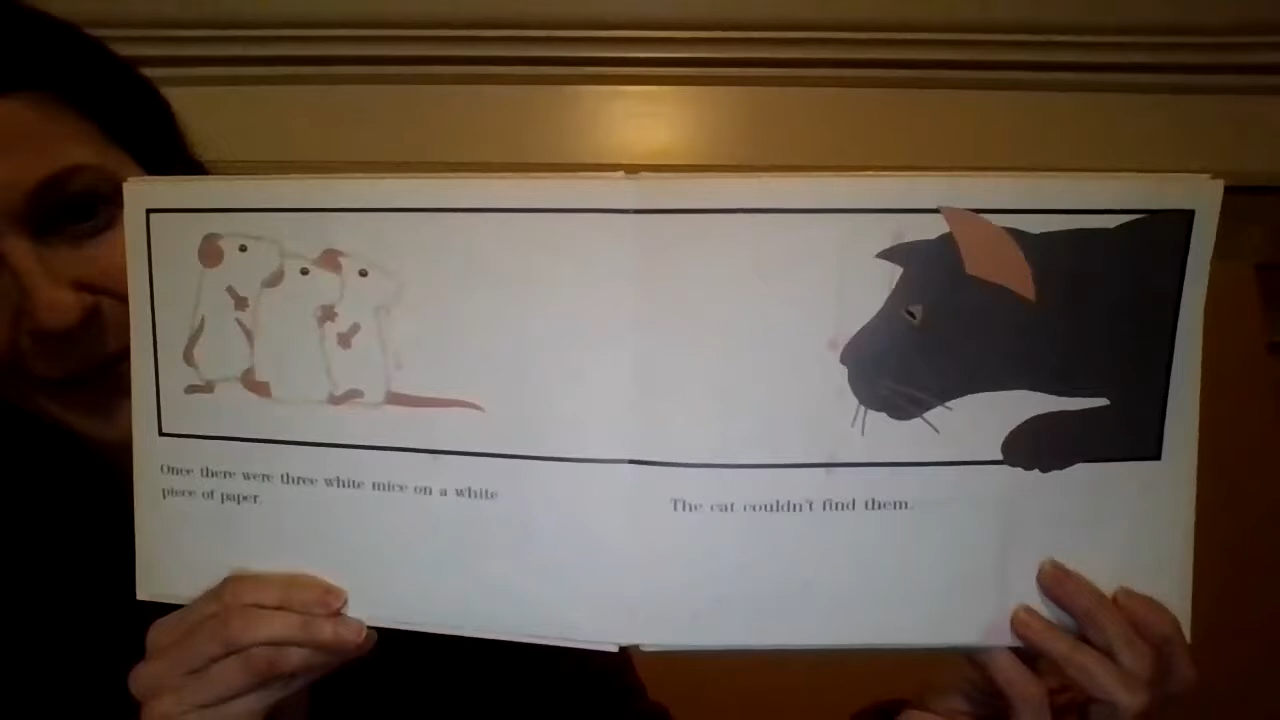 Once there were three white mice on a white
piece of paper.
The cat couldn't find them.